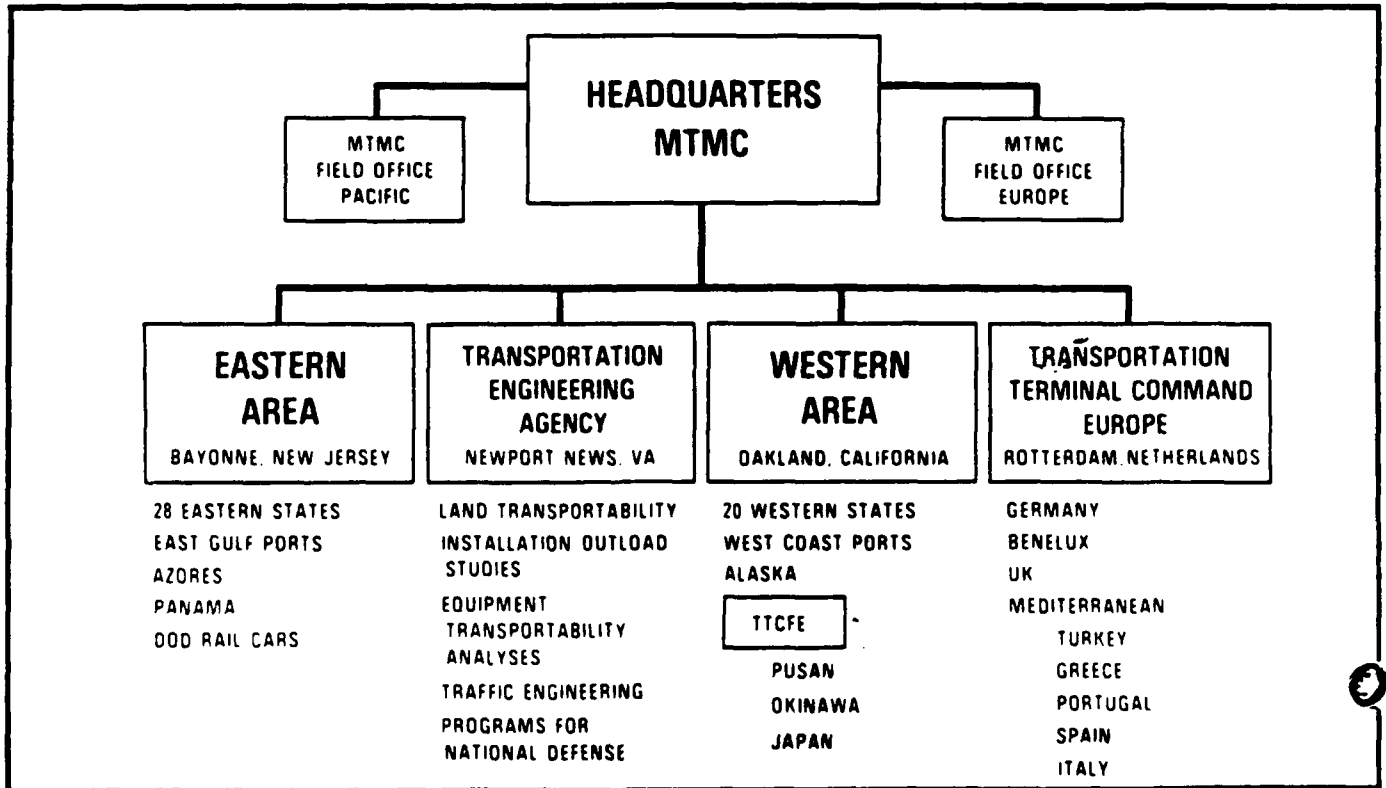 HEADQUARTERS
MTMC
MTMC
FIELD OFFICE
PACIFIC
MTMC
FIELD OFFICE
EUROPE
EASTERN
AREA
BAYONNE, NEW JERSEY
28 EASTERN STATES
EAST GULF PORTS
AZORES
PANAMA
DOD RAIL CARS
TRANSPORTATION
ENGINEERING
AGENCY
NEWPORT NEWS, VA
LAND TRANSPORTABILITY
INSTALLATION OUTLOAD
STUDIES
EQUIPMENT
TRANSPORTABILITY
ANALYSES
TRAFFIC ENGINEERING
PROGRAMS FOR
NATIONAL DEFENSE
WESTERN
AREA
OAKLAND, CALIFORNIA
20 WESTERN STATES
WEST COAST PORTS
ALASKA
TTCFE
PUSAN
OKINAWA
JAPAN
TRANSPORTATION
TERMINAL COMMAND
EUROPE
ROTTERDAM, NETHERLANDS
GERMANY
BENELUX
UK
MEDITERRANEAN
TURKEY
GREECE
PORTUGAL
SPAIN
ITALY